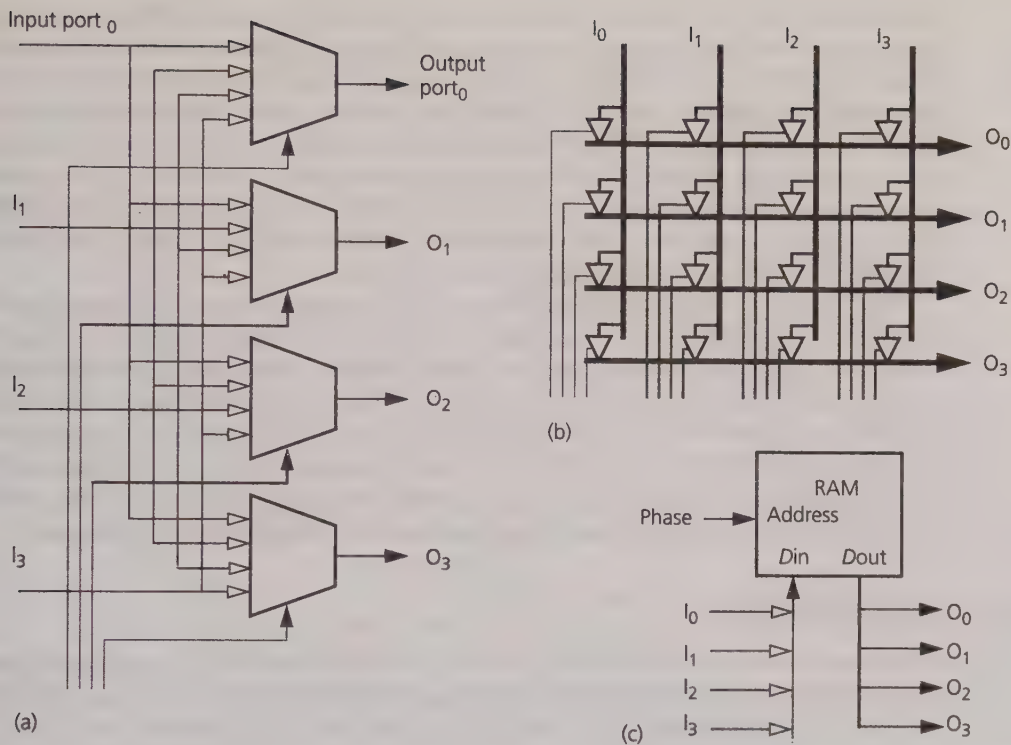 Input port 0
Output
port0
I1
O1
I2
O2
I3
O3
(a)
I0
I1
I2
I3
O0
O1
O2
O3
(b)
RAM
Phase
Address
Din
Dout
I0
O0
I1
O1
I2
O2
I3
O3
(c)